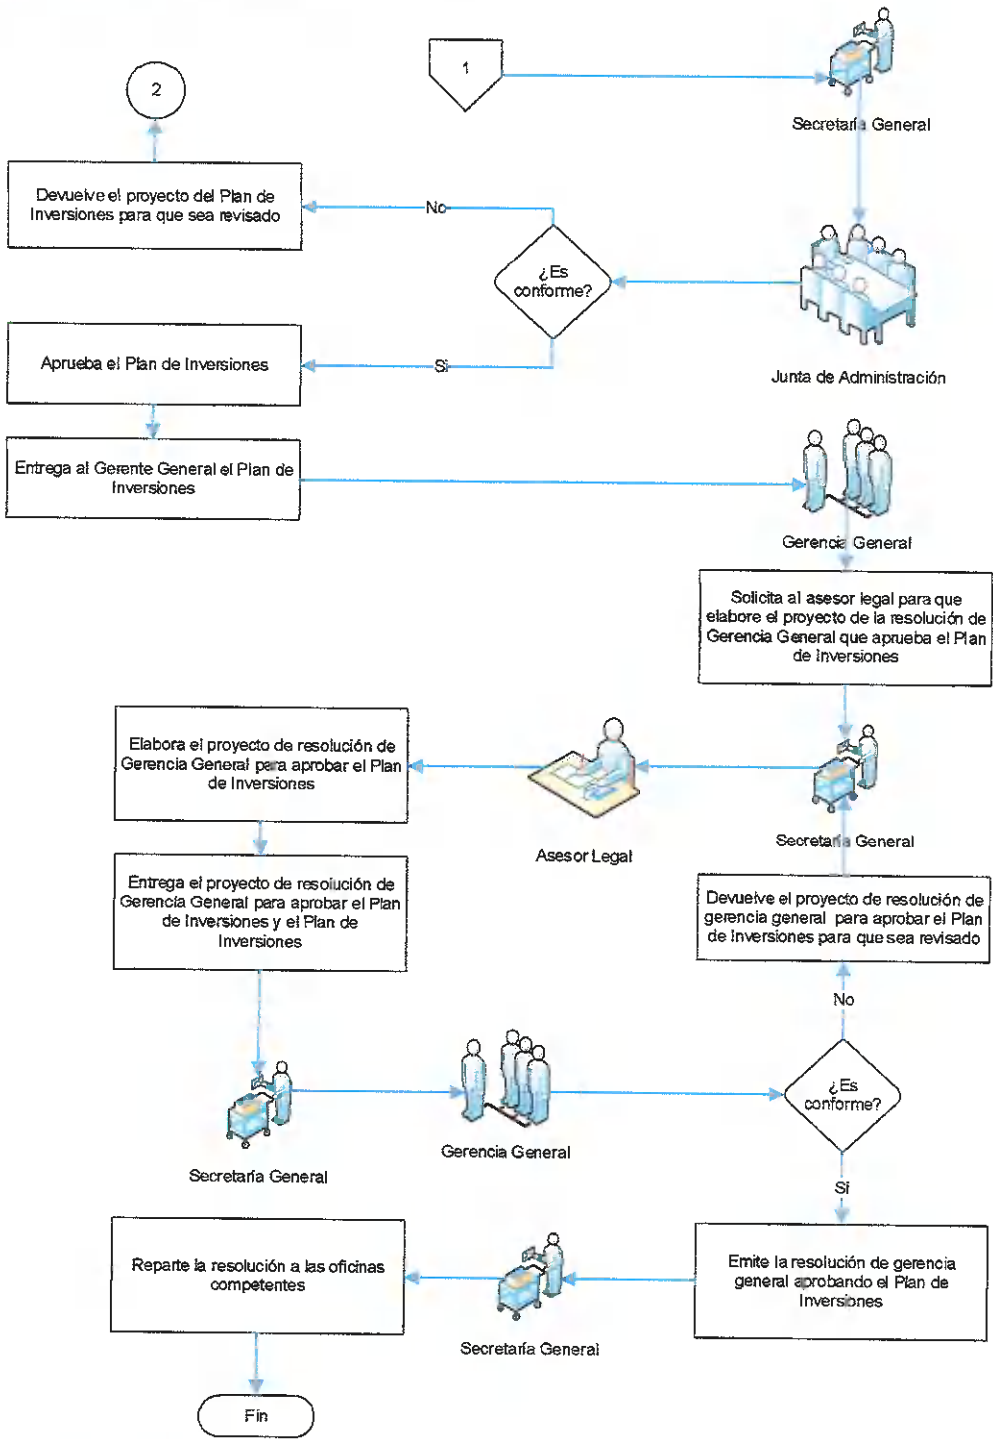 1
Secretaría General
2
Devuelve el proyecto del Plan de
Inversiones para que sea revisado
No
¿Es
conforme?
Junta de Administración
Si
Aprueba el Plan de Inversiones
Entrega al Gerente General el Plan de
Inversiones
Gerencia General
Solicita al asesor legal para que
elabore el proyecto de la resolución de
Gerencia General que aprueba el Plan
de Inversiones
Elabora el proyecto de resolución de
Gerencia General para aprobar el Plan
de Inversiones
Asesor Legal
Secretaría General
Entrega el proyecto de resolución de
Gerencia General para aprobar el Plan
de Inversiones y el Plan de
Inversiones
Devuelve el proyecto de resolución de
gerencia general para aprobar el Plan
de Inversiones para que sea revisado
No
¿Es
conforme?
Secretaría General
Gerencia General
Si
Reparte la resolución a las oficinas
competentes
Secretaría General
Emite la resolución de gerencia
general aprobando el Plan de
Inversiones
Fin